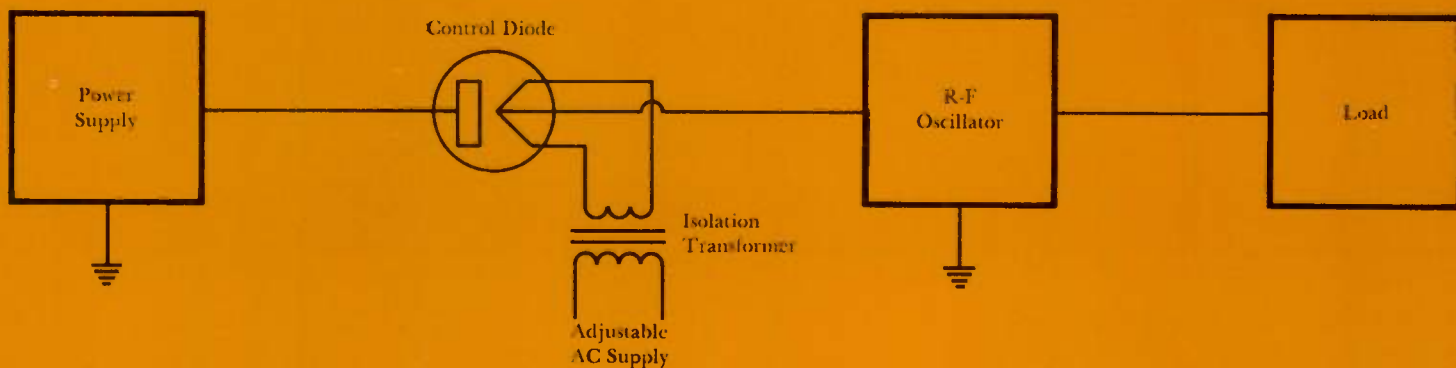 Control Diode
Power
Supply
R-F
Oscillator
Load
Isolation
Transformer
Adjustable
AC Supply